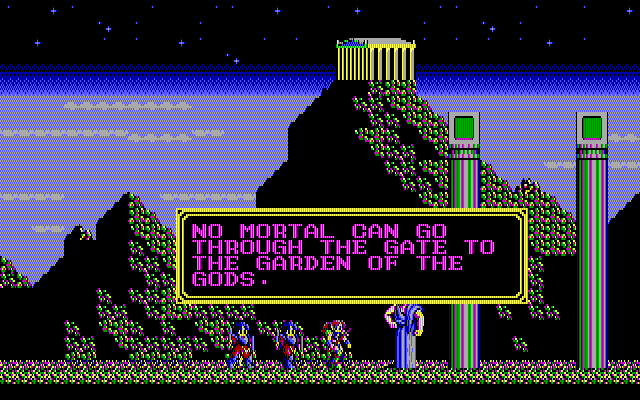 NO MORTAL CAN GO
THROUGH THE GATE TO
THE GARDEN OF THE
GODS.